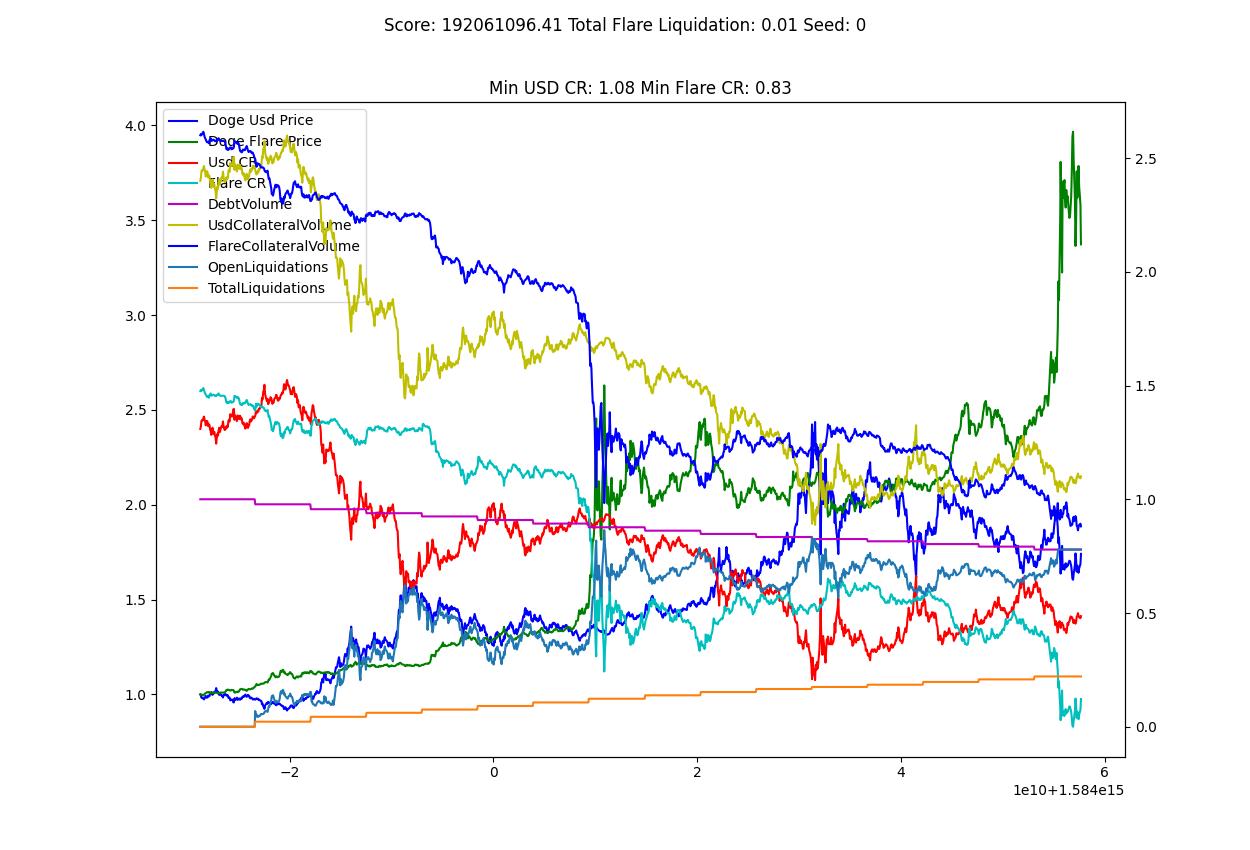 Score: 192061096.41 Total Flare Liquidation: 0.01 Seed: 0
Min USD CR: 1.08 Min Flare CR: 0.83
Doge Usd Price
Doge Flare Price
Usd CR
Flare CR
DebtVolume
UsdCollateralVolume
FlareCollateralVolume
OpenLiquidations
TotalLiquidations
4.0
3.5
3.0
2.5
2.0
1.5
1.0
2.5
2.0
1.5
1.0
0.5
0.0
−2 0 2 4 6
1e10+1.584e15